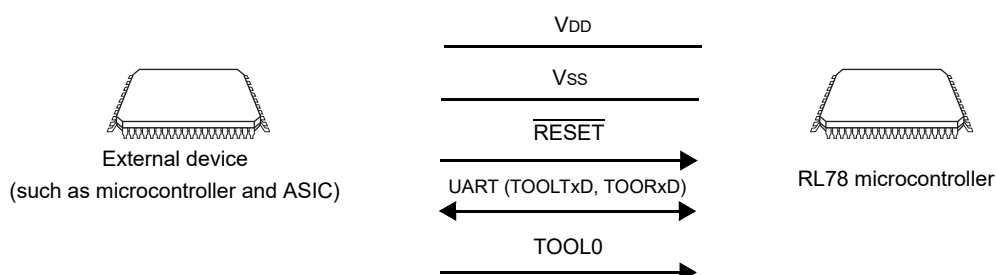 VDD
VSS
RESET
External device
(such as microcontroller and ASIC)
UART (TOOLTxD, TOORxD)
RL78 microcontroller
TOOL0